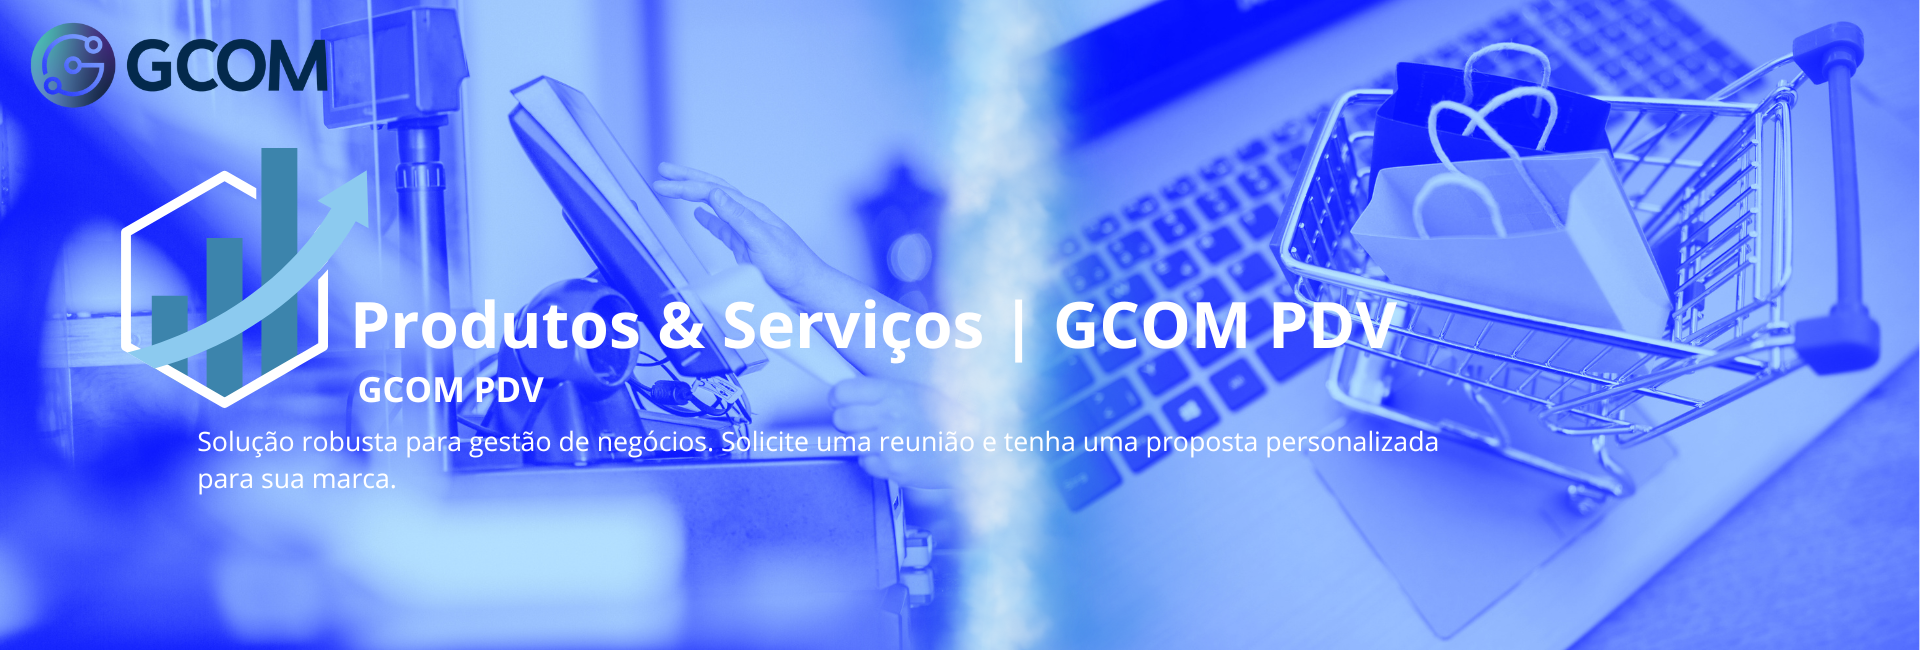 GCOM
Produtos & Serviços | GCOM PDV
GCOM PDV
Solução robusta para gestão de negócios. Solicite uma reunião e tenha uma proposta personalizada
para sua marca.